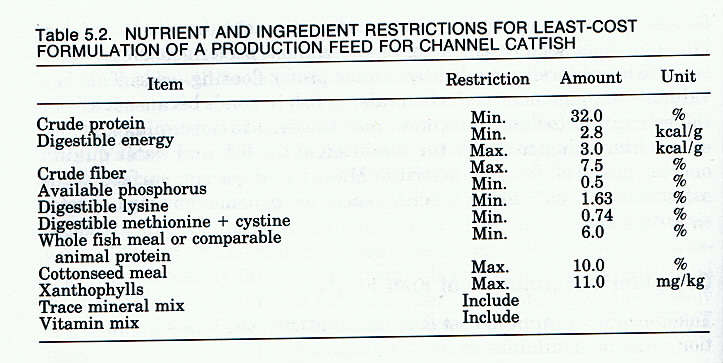 Table 5.2. NUTRIENT AND INGREDIENT RESTRICTIONS FOR LEAST-COST
FORMULATION OF A PRODUCTION FEED FOR CHANNEL CATFISH
Item Restriction Amount Unit
Crude protein Min. 32.0 %
Digestible energy Min. 2.8 kcal/g
Max. 3.0 kcal/g
Crude fiber Max. 7.5 %
Available phosphorus Min. 0.5 %
Digestible lysine Min. 1.63 %
Digestible methionine + cystine Min. 0.74 %
Whole fish meal or comparable Min. 6.0 %
animal protein
Cottonseed meal Max. 10.0 %
Xanthophylls Max. 11.0 mg/kg
Trace mineral mix Include
Vitamin mix Include